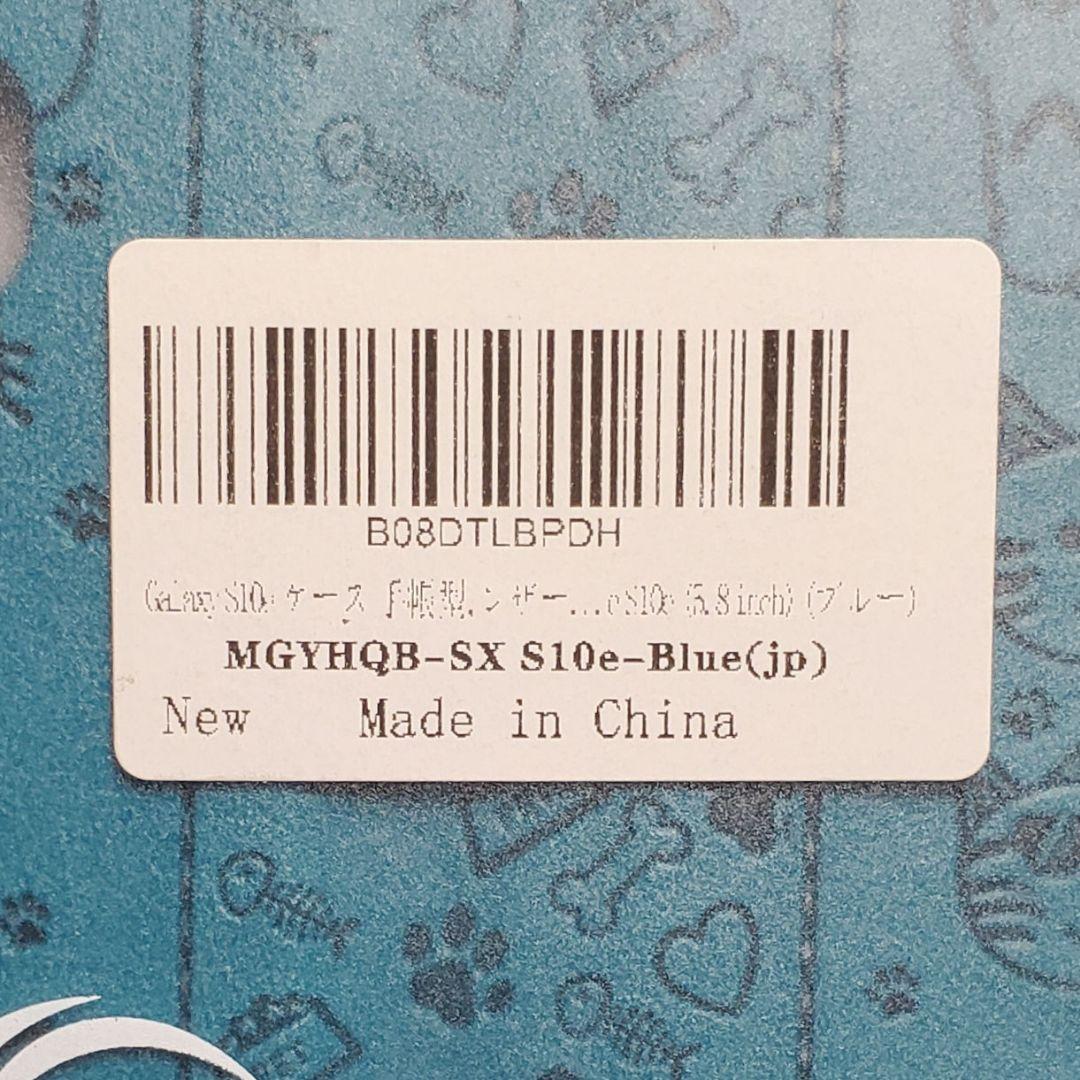 B08DTLBPDH
Galaxy S10e ケース 手帳型 レザー...e S10e (5.8 inch) (ブルー)
MGYHQB-SX S10e-Blue(jp)
New Made in China